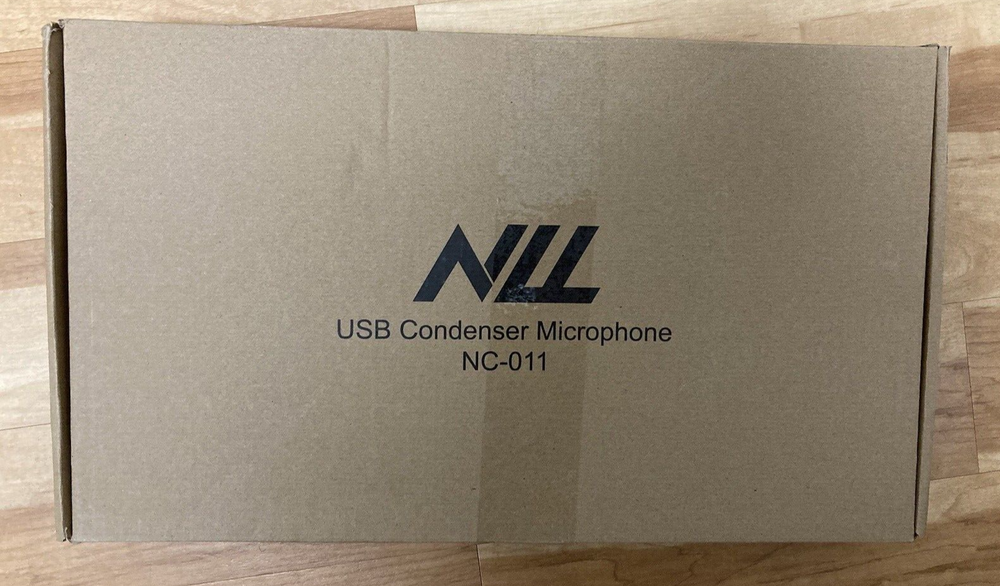 NLL
USB Condenser Microphone
NC-011